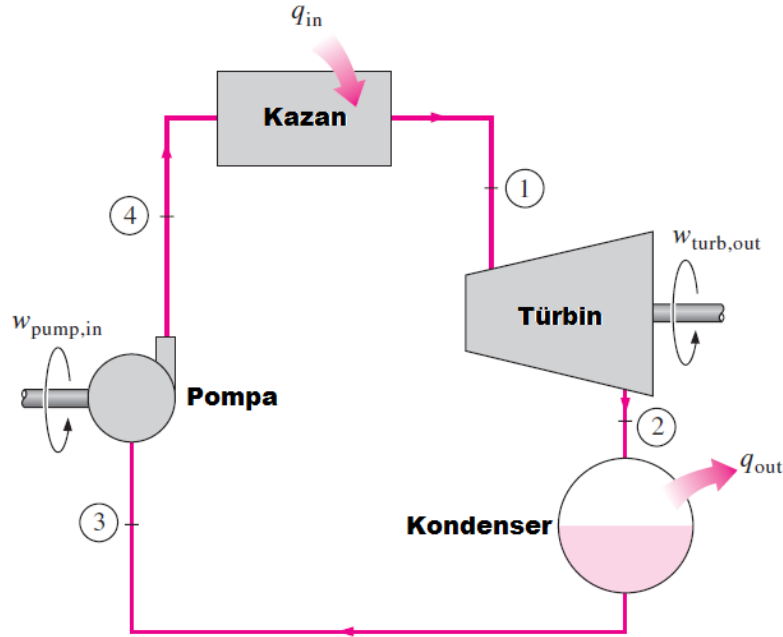 q_in
Kazan
1
4
w_turb,out
Türbin
w_pump,in
Pompa
2
q_out
3
Kondenser